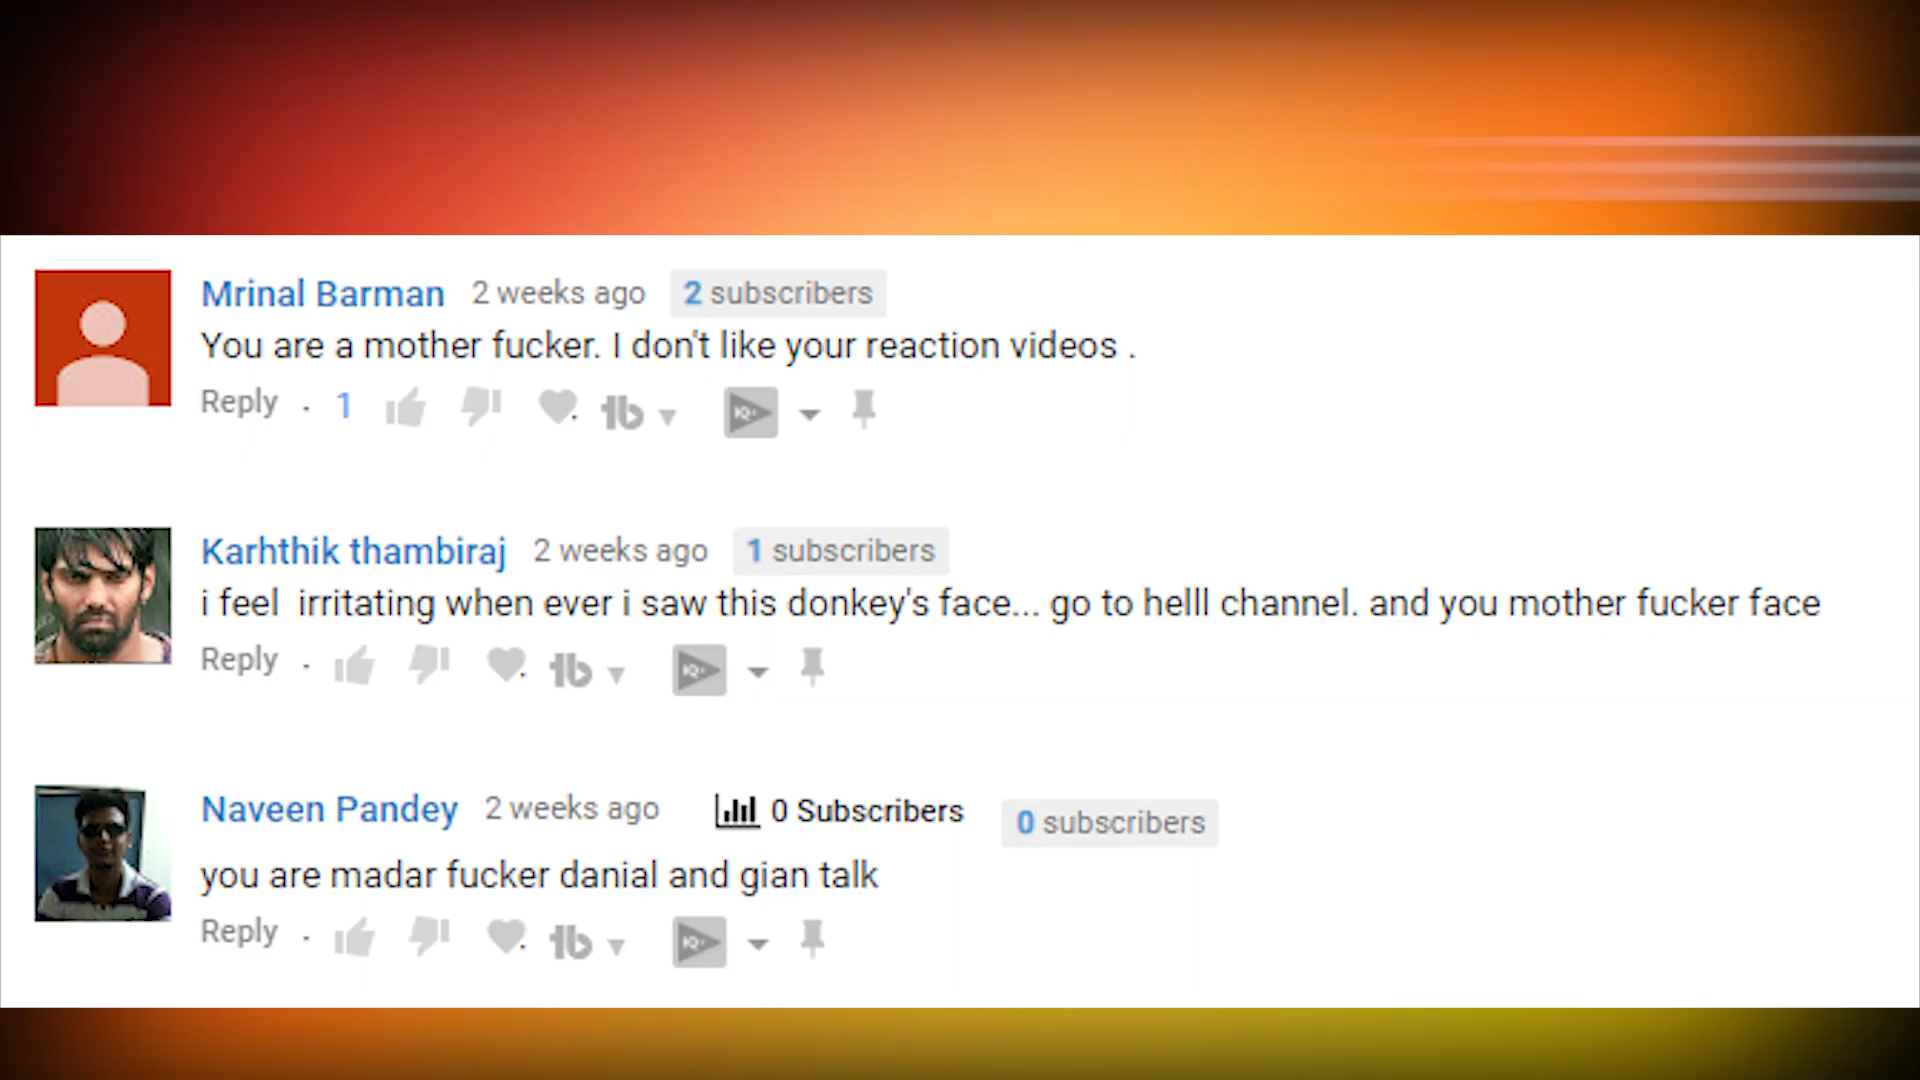 Mrinal Barman 2 weeks ago 2 subscribers
You are a mother fucker. I don't like your reaction videos .
Reply . 1
Karhthik thambiraj 2 weeks ago 1 subscribers
i feel irritating when ever i saw this donkey's face... go to helll channel. and you mother fucker face
Reply .
Naveen Pandey 2 weeks ago 0 Subscribers 0 subscribers
you are madar fucker danial and gian talk
Reply .